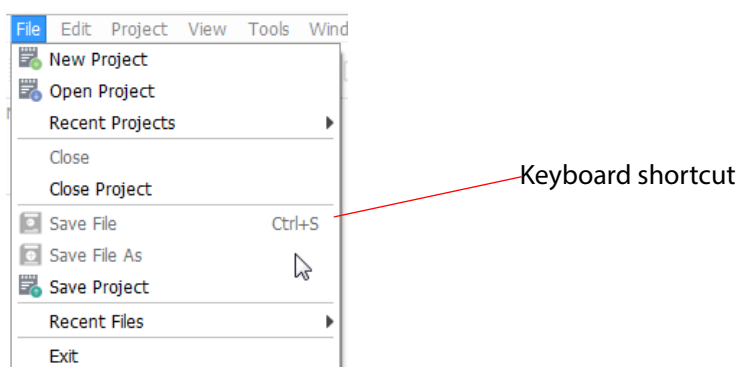 File Edit Project View Tools Wind
New Project
Open Project
Recent Projects
Close
Close Project
Keyboard shortcut
Save File Ctrl+S
Save File As
Save Project
Recent Files
Exit